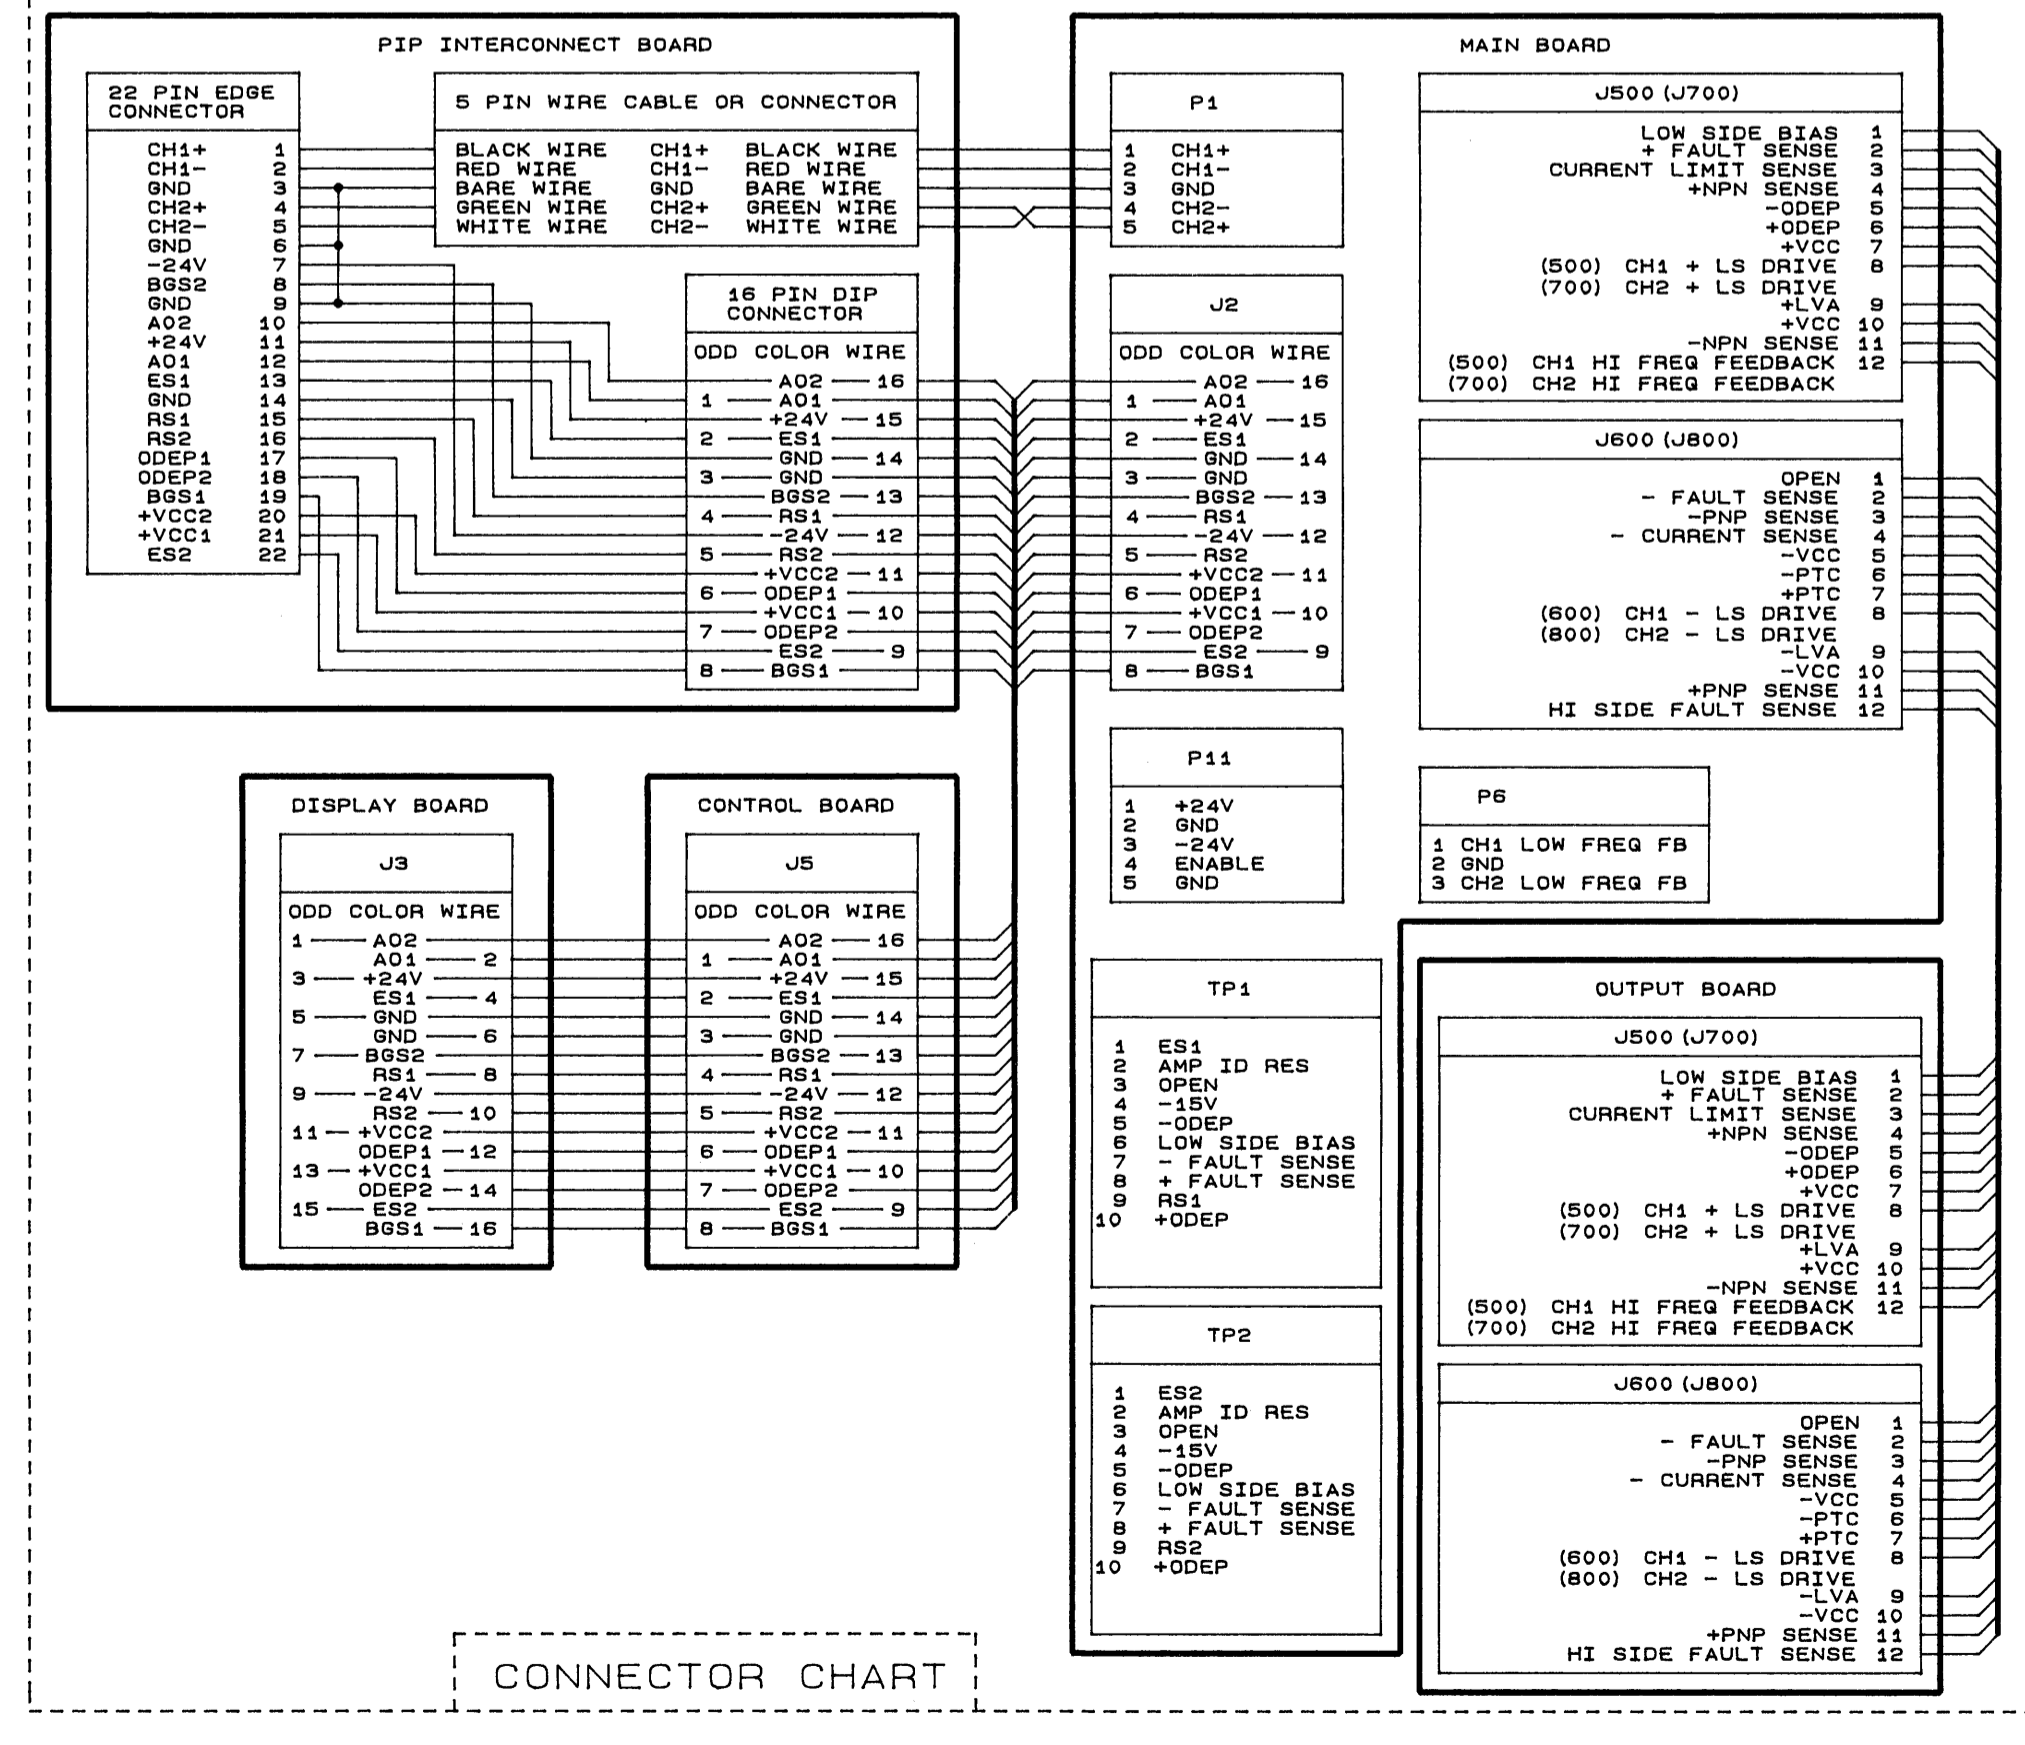 PIP INTERCONNECT BOARD
22 PIN EDGE
CONNECTOR
CH1+ 1
CH1- 2
GND 3
CH2+ 4
CH2- 5
GND 6
-24V 7
BGS2 8
GND 9
AO2 10
+24V 11
AO1 12
ES1 13
GND 14
RS1 15
RS2 16
ODEP1 17
ODEP2 18
BGS1 19
+VCC2 20
+VCC1 21
ES2 22
5 PIN WIRE CABLE OR CONNECTOR
BLACK WIRE CH1+ BLACK WIRE
RED WIRE CH1- RED WIRE
BARE WIRE GND BARE WIRE
GREEN WIRE CH2+ GREEN WIRE
WHITE WIRE CH2- WHITE WIRE
16 PIN DIP
CONNECTOR
ODD COLOR WIRE
AO2 16
1 AO1
+24V 15
2 ES1
GND 14
3 GND
BGS2 13
4 RS1
-24V 12
5 RS2
+VCC2 11
6 ODEP1
+VCC1 10
7 ODEP2
ES2 9
8 BGS1
DISPLAY BOARD
J3
ODD COLOR WIRE
1 AO2
AO1 2
3 +24V
ES1 4
5 GND
GND 6
7 BGS2
RS1 8
9 -24V
RS2 10
11 +VCC2
ODEP1 12
13 +VCC1
ODEP2 14
15 ES2
BGS1 16
CONTROL BOARD
J5
ODD COLOR WIRE
AO2 16
1 AO1
+24V 15
2 ES1
GND 14
3 GND
BGS2 13
4 RS1
-24V 12
5 RS2
+VCC2 11
6 ODEP1
+VCC1 10
7 ODEP2
ES2 9
8 BGS1
MAIN BOARD
P1
1 CH1+
2 CH1-
3 GND
4 CH2-
5 CH2+
J2
ODD COLOR WIRE
AO2 16
1 AO1
+24V 15
2 ES1
GND 14
3 GND
BGS2 13
4 RS1
-24V 12
5 RS2
+VCC2 11
6 ODEP1
+VCC1 10
7 ODEP2
ES2 9
8 BGS1
P11
1 +24V
2 GND
3 -24V
4 ENABLE
5 GND
TP1
1 ES1
2 AMP ID RES
3 OPEN
4 -15V
5 -ODEP
6 LOW SIDE BIAS
7 - FAULT SENSE
8 + FAULT SENSE
9 RS1
10 +ODEP
TP2
1 ES2
2 AMP ID RES
3 OPEN
4 -15V
5 -ODEP
6 LOW SIDE BIAS
7 - FAULT SENSE
8 + FAULT SENSE
9 RS2
10 +ODEP
J500 (J700)
LOW SIDE BIAS 1
+ FAULT SENSE 2
CURRENT LIMIT SENSE 3
+NPN SENSE 4
-ODEP 5
+ODEP 6
+VCC 7
(500) CH1 + LS DRIVE 8
(700) CH2 + LS DRIVE
+LVA 9
+VCC 10
-NPN SENSE 11
(500) CH1 HI FREQ FEEDBACK 12
(700) CH2 HI FREQ FEEDBACK
J600 (J800)
OPEN 1
- FAULT SENSE 2
-PNP SENSE 3
- CURRENT SENSE 4
-VCC 5
-PTC 6
+PTC 7
(600) CH1 - LS DRIVE 8
(800) CH2 - LS DRIVE
-LVA 9
-VCC 10
+PNP SENSE 11
HI SIDE FAULT SENSE 12
P6
1 CH1 LOW FREQ FB
2 GND
3 CH2 LOW FREQ FB
OUTPUT BOARD
J500 (J700)
LOW SIDE BIAS 1
+ FAULT SENSE 2
CURRENT LIMIT SENSE 3
+NPN SENSE 4
-ODEP 5
+ODEP 6
+VCC 7
(500) CH1 + LS DRIVE 8
(700) CH2 + LS DRIVE
+LVA 9
+VCC 10
-NPN SENSE 11
(500) CH1 HI FREQ FEEDBACK 12
(700) CH2 HI FREQ FEEDBACK
J600 (J800)
OPEN 1
- FAULT SENSE 2
-PNP SENSE 3
- CURRENT SENSE 4
-VCC 5
-PTC 6
+PTC 7
(600) CH1 - LS DRIVE 8
(800) CH2 - LS DRIVE
-LVA 9
-VCC 10
+PNP SENSE 11
HI SIDE FAULT SENSE 12
CONNECTOR CHART